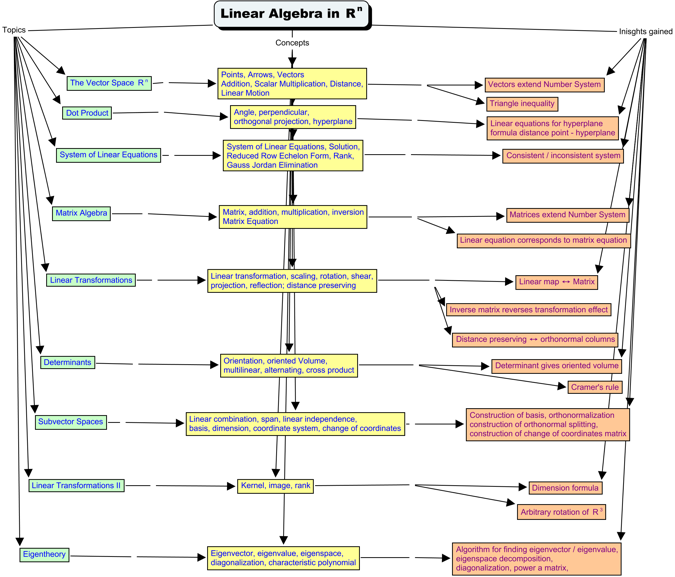 Linear Algebra in Rⁿ
Topics
Concepts
Inisghts gained
The Vector Space Rⁿ
Points, Arrows, Vectors
Addition, Scalar Multiplication, Distance,
Linear Motion
Vectors extend Number System
Triangle inequality
Dot Product
Angle, perpendicular,
orthogonal projection, hyperplane
Linear equations for hyperplane
formula distance point - hyperplane
System of Linear Equations
System of Linear Equations, Solution,
Reduced Row Echelon Form, Rank,
Gauss Jordan Elimination
Consistent / inconsistent system
Matrix Algebra
Matrix, addition, multiplication, inversion
Matrix Equation
Matrices extend Number System
Linear equation corresponds to matrix equation
Linear Transformations
Linear transformation, scaling, rotation, shear,
projection, reflection; distance preserving
Linear map ↔ Matrix
Inverse matrix reverses transformation effect
Distance preserving ↔ orthonormal columns
Determinants
Orientation, oriented Volume,
multilinear, alternating, cross product
Determinant gives oriented volume
Cramer's rule
Subvector Spaces
Linear combination, span, linear independence,
basis, dimension, coordinate system, change of coordinates
Construction of basis, orthonormalization
construction of orthonormal splitting,
construction of change of coordinates matrix
Linear Transformations II
Kernel, image, rank
Dimension formula
Arbitrary rotation of R³
Eigentheory
Eigenvector, eigenvalue, eigenspace,
diagonalization, characteristic polynomial
Algorithm for finding eigenvector / eigenvalue,
eigenspace decomposition,
diagonalization, power a matrix,